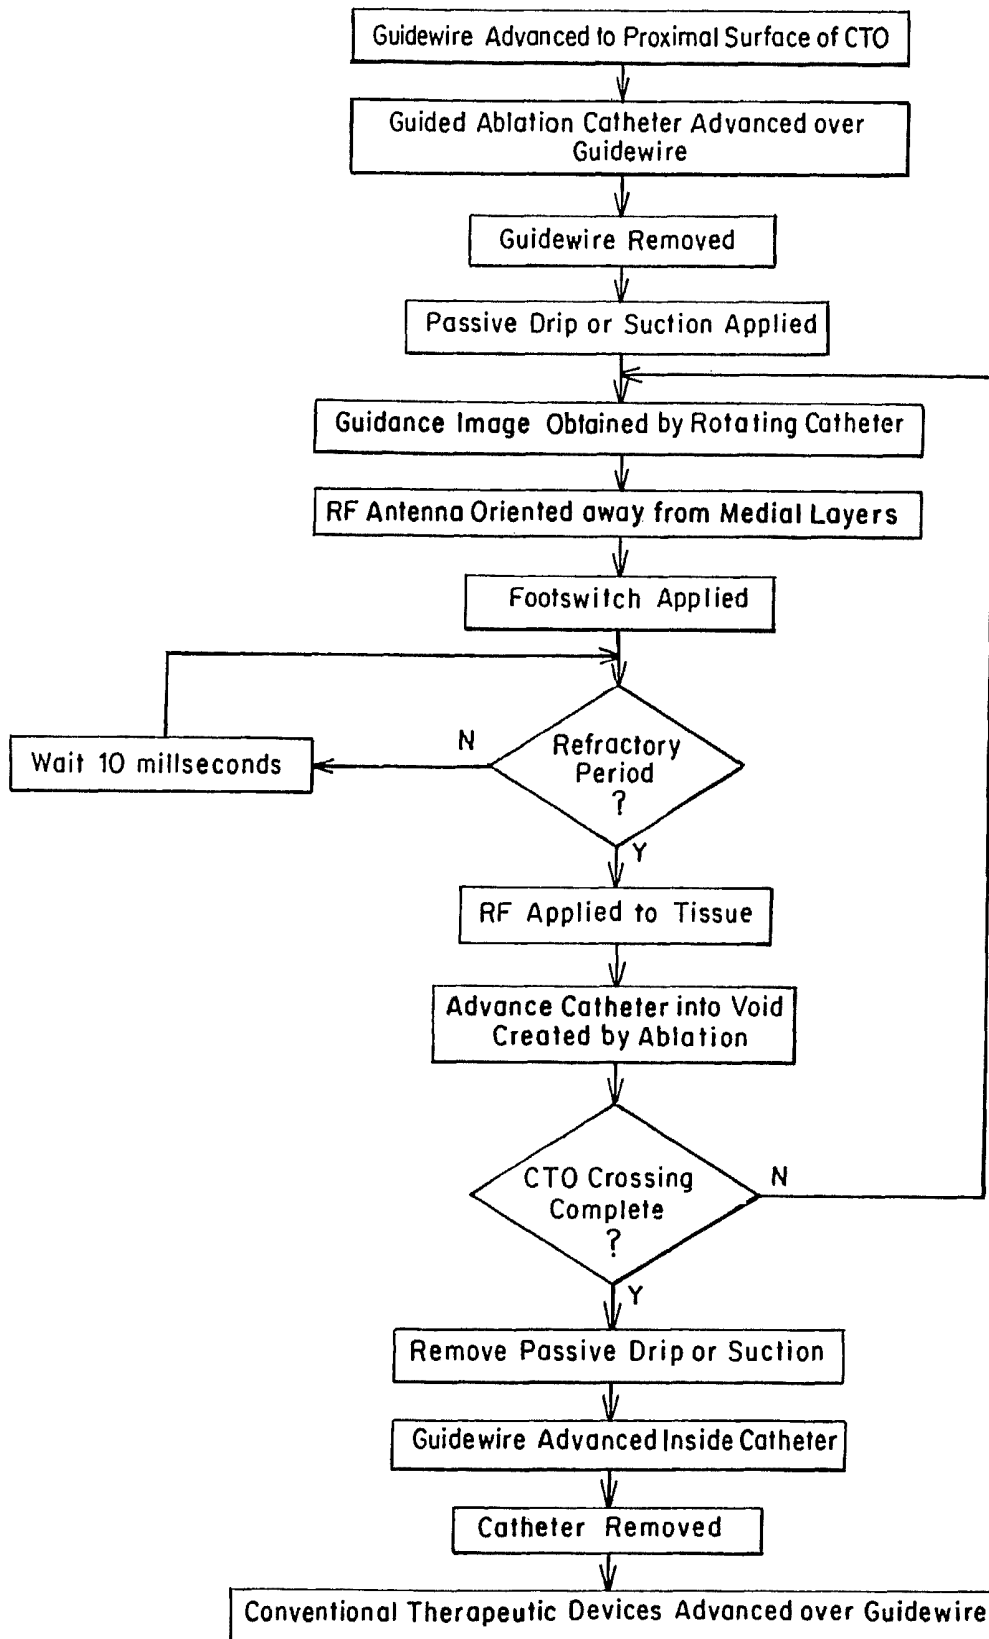 Guidewire Advanced to Proximal Surface of CTO
Guided Ablation Catheter Advanced over
Guidewire
Guidewire Removed
Passive Drip or Suction Applied
Guidance Image Obtained by Rotating Catheter
RF Antenna Oriented away from Medial Layers
Footswitch Applied
N
Refractory
Period
?
Wait 10 millseconds
Y
RF Applied to Tissue
Advance Catheter into Void
Created by Ablation
CTO Crossing
Complete
?
N
Y
Remove Passive Drip or Suction
Guidewire Advanced Inside Catheter
Catheter Removed
Conventional Therapeutic Devices Advanced over Guidewire